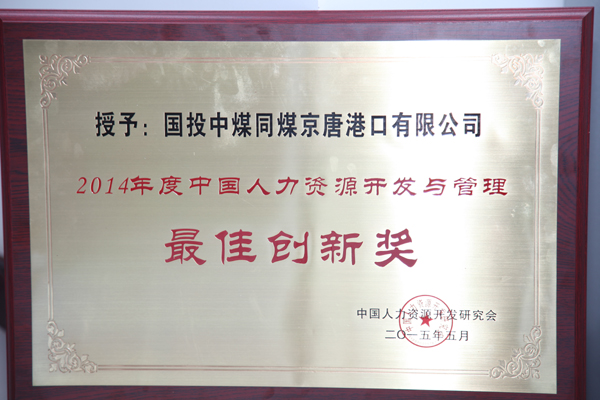 授予：国投中煤同煤京唐港口有限公司
2014年度中国人力资源开发与管理
最佳创新奖
中国人力资源开发研究会
二〇一五年五月